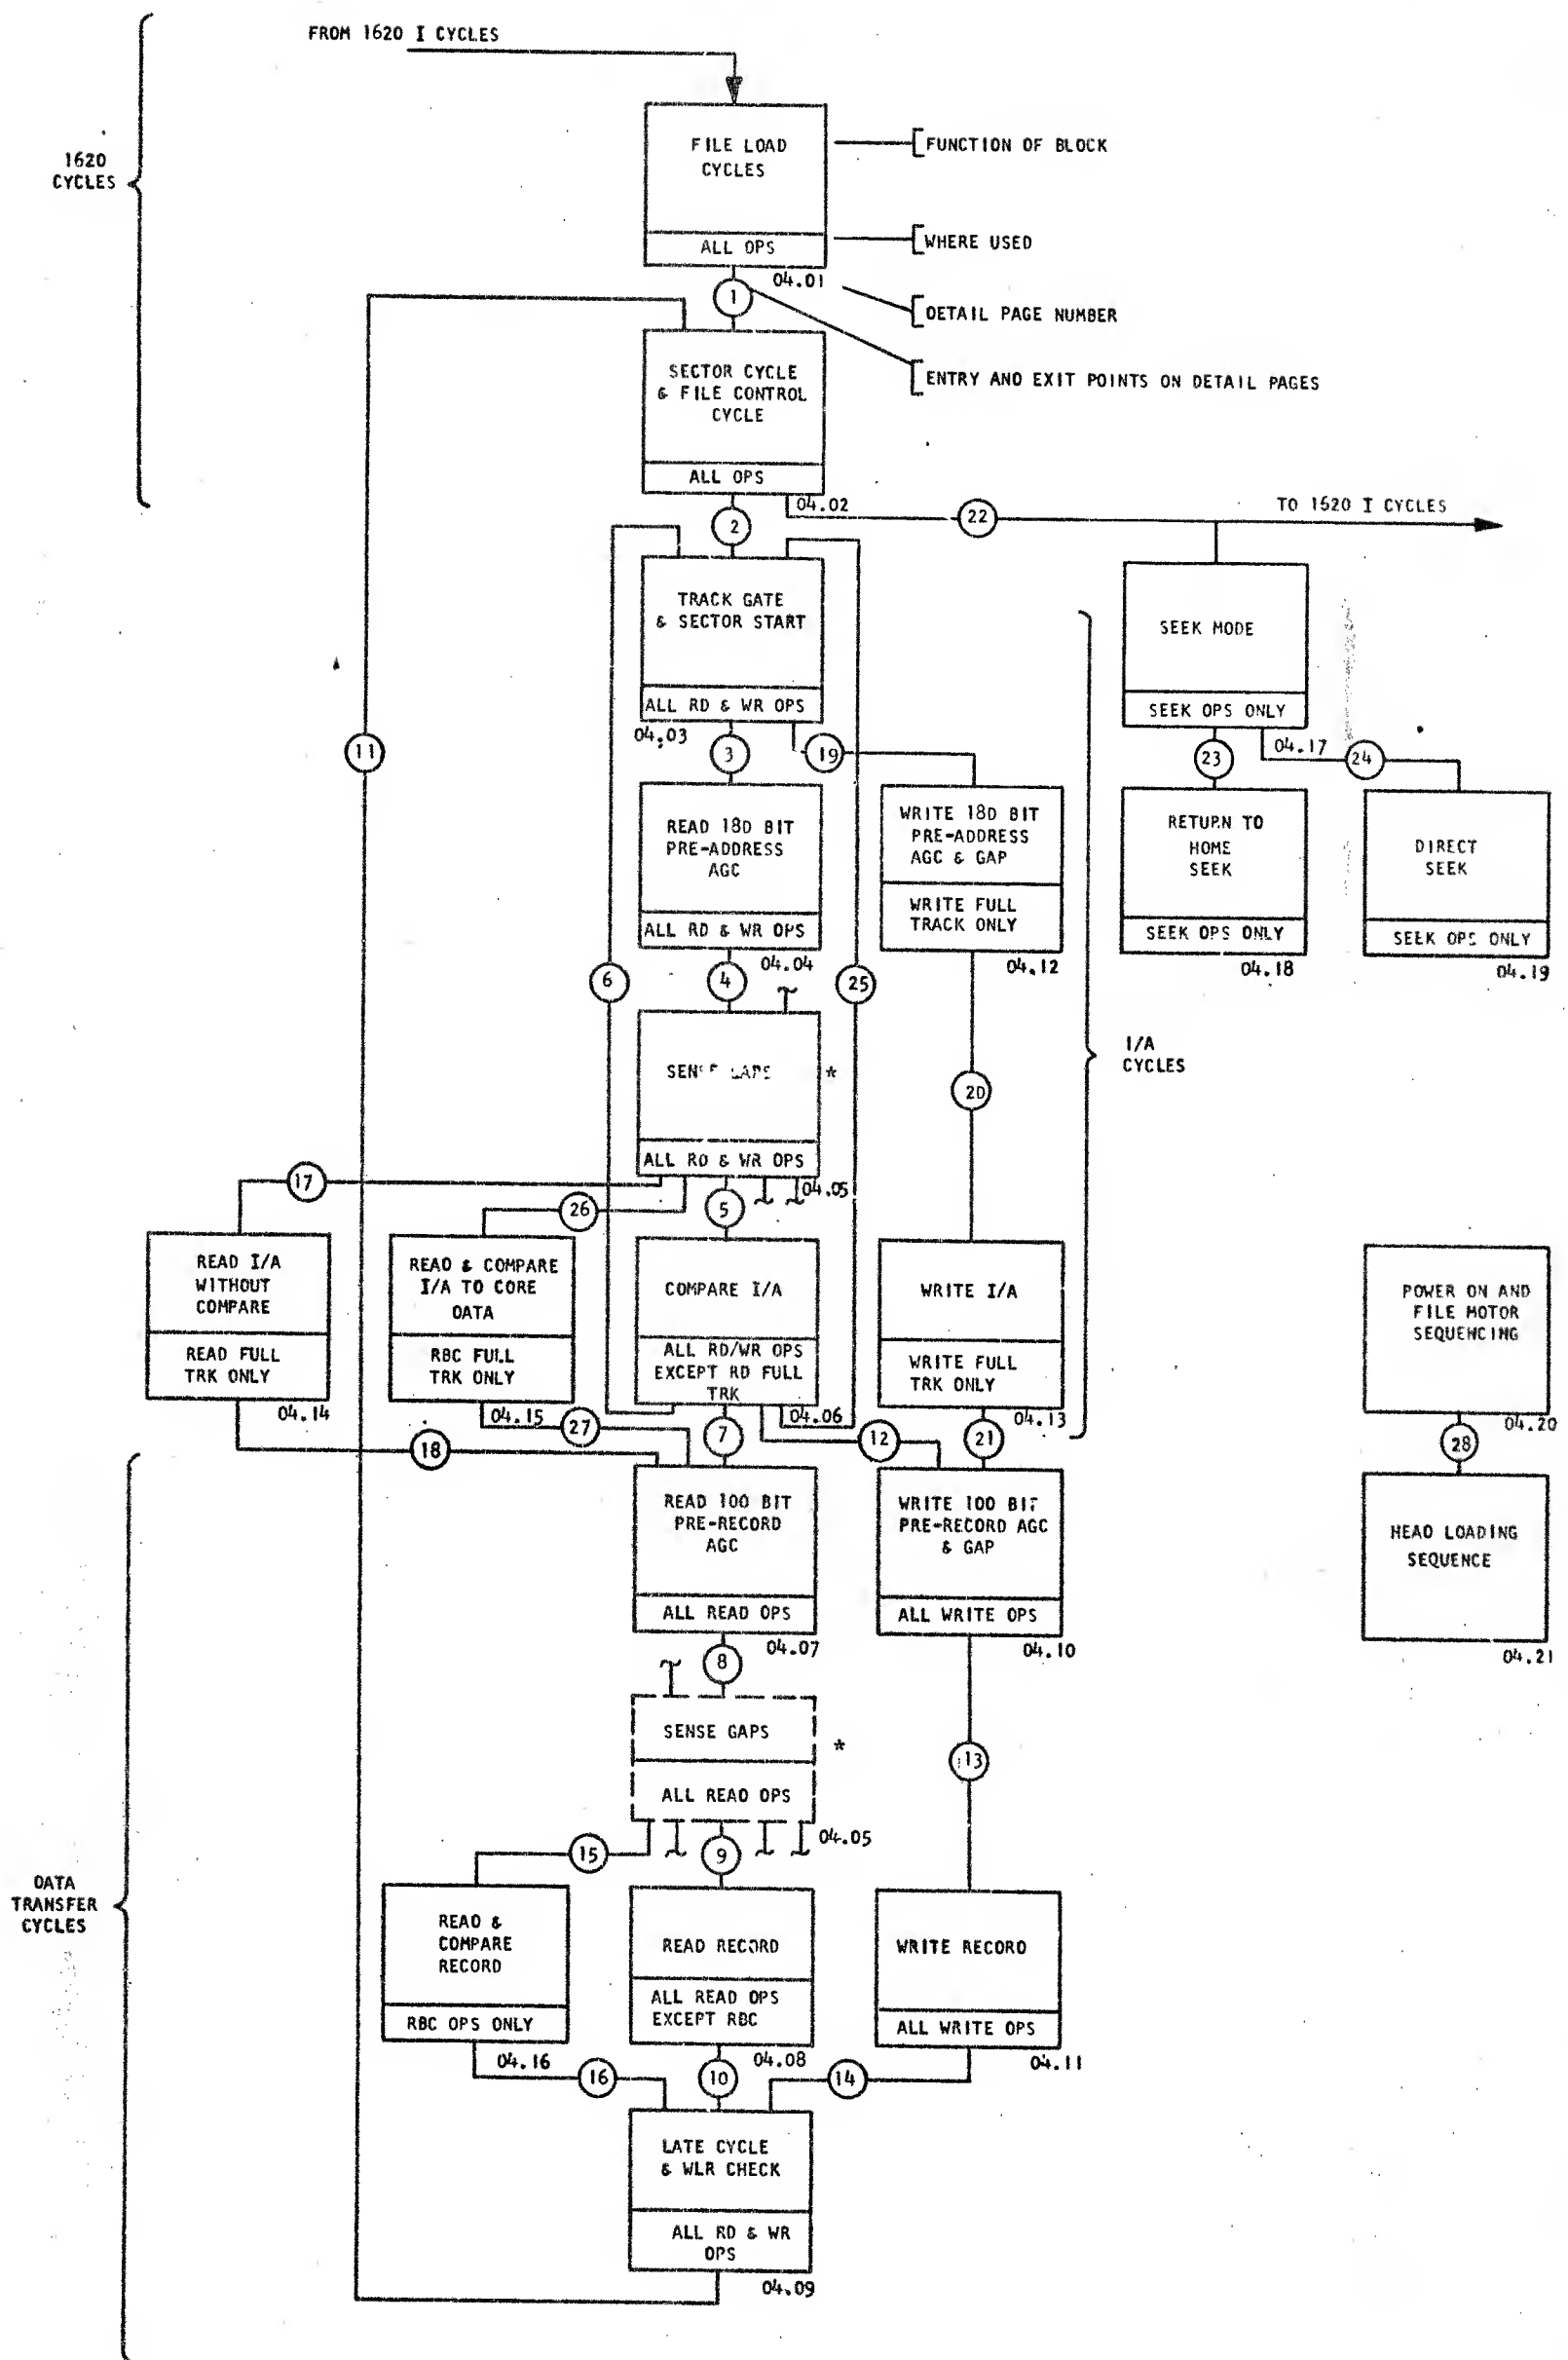 FROM 1620 I CYCLES
1620
CYCLES
FILE LOAD
CYCLES
ALL OPS
04.01
[FUNCTION OF BLOCK
[WHERE USED
[DETAIL PAGE NUMBER
[ENTRY AND EXIT POINTS ON DETAIL PAGES
1
SECTOR CYCLE
& FILE CONTROL
CYCLE
ALL OPS
04.02
2
22
TO 1620 I CYCLES
TRACK GATE
& SECTOR START
ALL RD & WR OPS
04.03
SEEK MODE
SEEK OPS ONLY
04.17
11
3
19
23
24
READ 180 BIT
PRE-ADDRESS
AGC
ALL RD & WR OPS
04.04
WRITE 180 BIT
PRE-ADDRESS
AGC & GAP
WRITE FULL
TRACK ONLY
04.12
RETURN TO
HOME
SEEK
SEEK OPS ONLY
04.18
DIRECT
SEEK
SEEK OPS ONLY
04.19
6
4
25
*
ALL RD & WR OPS
04.05
20
I/A
CYCLES
17
26
5
READ I/A
WITHOUT
COMPARE
READ FULL
TRK ONLY
04.14
READ & COMPARE
I/A TO CORE
DATA
RBC FULL
TRK ONLY
04.15
COMPARE I/A
ALL RD/WR OPS
EXCEPT RD FULL
TRK
04.06
WRITE I/A
WRITE FULL
TRK ONLY
04.13
POWER ON AND
FILE MOTOR
SEQUENCING
04.20
18
27
7
12
21
28
READ 100 BIT
PRE-RECORD
AGC
ALL READ OPS
04.07
WRITE 100 BIT
PRE-RECORD AGC
& GAP
ALL WRITE OPS
04.10
HEAD LOADING
SEQUENCE
04.21
8
SENSE GAPS
*
ALL READ OPS
04.05
13
15
9
DATA
TRANSFER
CYCLES
READ &
COMPARE
RECORD
RBC OPS ONLY
04.16
READ RECORD
ALL READ OPS
EXCEPT RBC
04.08
WRITE RECORD
ALL WRITE OPS
04.11
16
10
14
LATE CYCLE
& WLR CHECK
ALL RD & WR
OPS
04.09